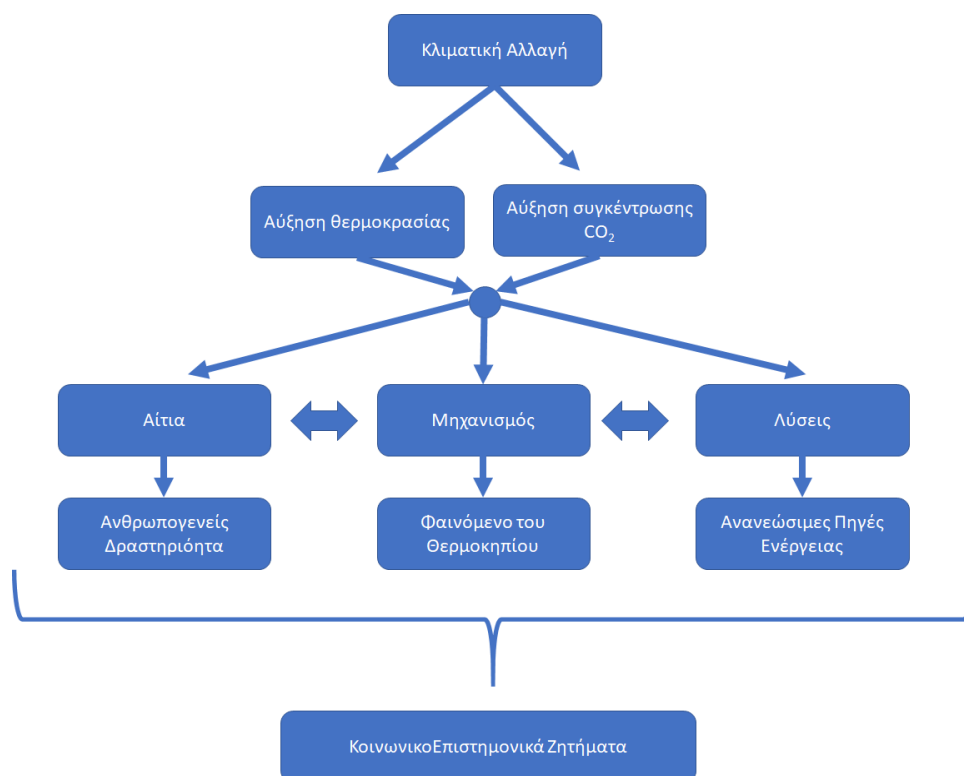 Κλιματική Αλλαγή
Αύξηση θερμοκρασίας
Αύξηση συγκέντρωσης
CO₂
Αίτια
Μηχανισμός
Λύσεις
Ανθρωπογενείς
Δραστηριόητα
Φαινόμενο του
Θερμοκηπίου
Ανανεώσιμες Πηγές
Ενέργειας
ΚοινωνικοΕπιστημονικά Ζητήματα